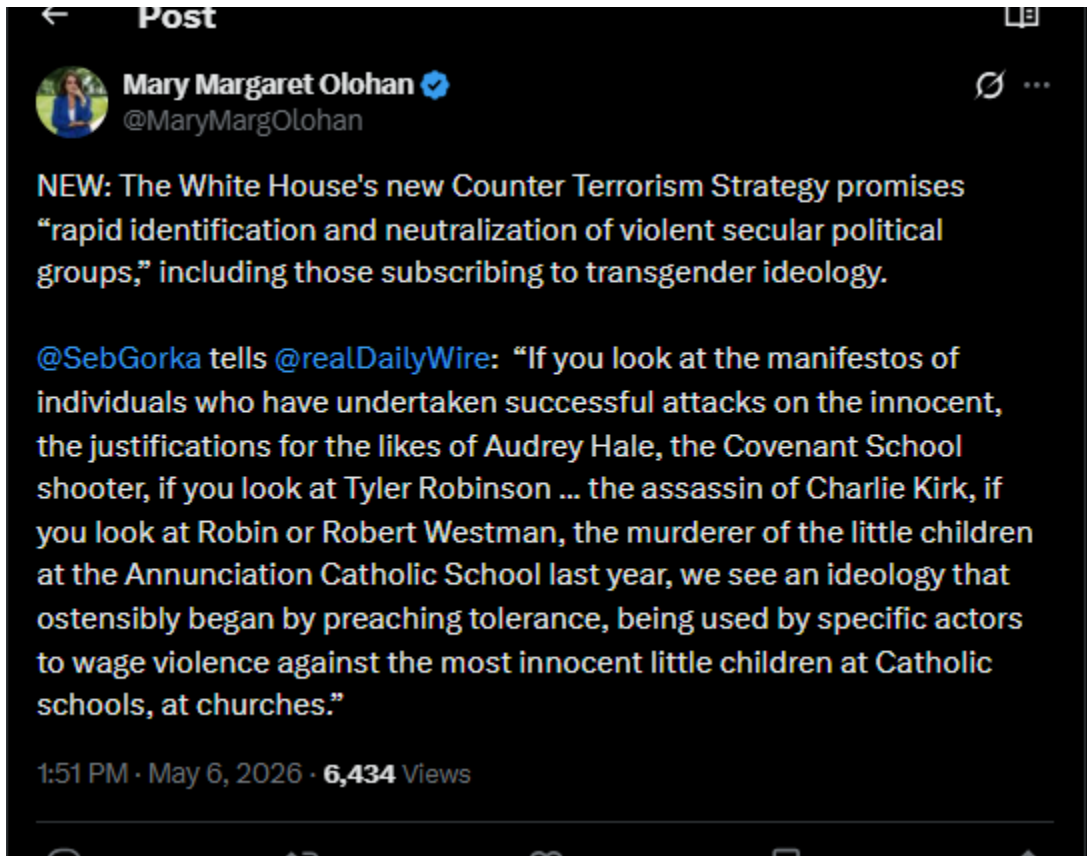 Post
Mary Margaret Olohan
@MaryMargOlohan
NEW: The White House's new Counter Terrorism Strategy promises
“rapid identification and neutralization of violent secular political
groups,” including those subscribing to transgender ideology.
@SebGorka tells @realDailyWire:  “If you look at the manifestos of
individuals who have undertaken successful attacks on the innocent,
the justifications for the likes of Audrey Hale, the Covenant School
shooter, if you look at Tyler Robinson ... the assassin of Charlie Kirk, if
you look at Robin or Robert Westman, the murderer of the little children
at the Annunciation Catholic School last year, we see an ideology that
ostensibly began by preaching tolerance, being used by specific actors
to wage violence against the most innocent little children at Catholic
schools, at churches.”
1:51 PM · May 6, 2026 · 6,434 Views